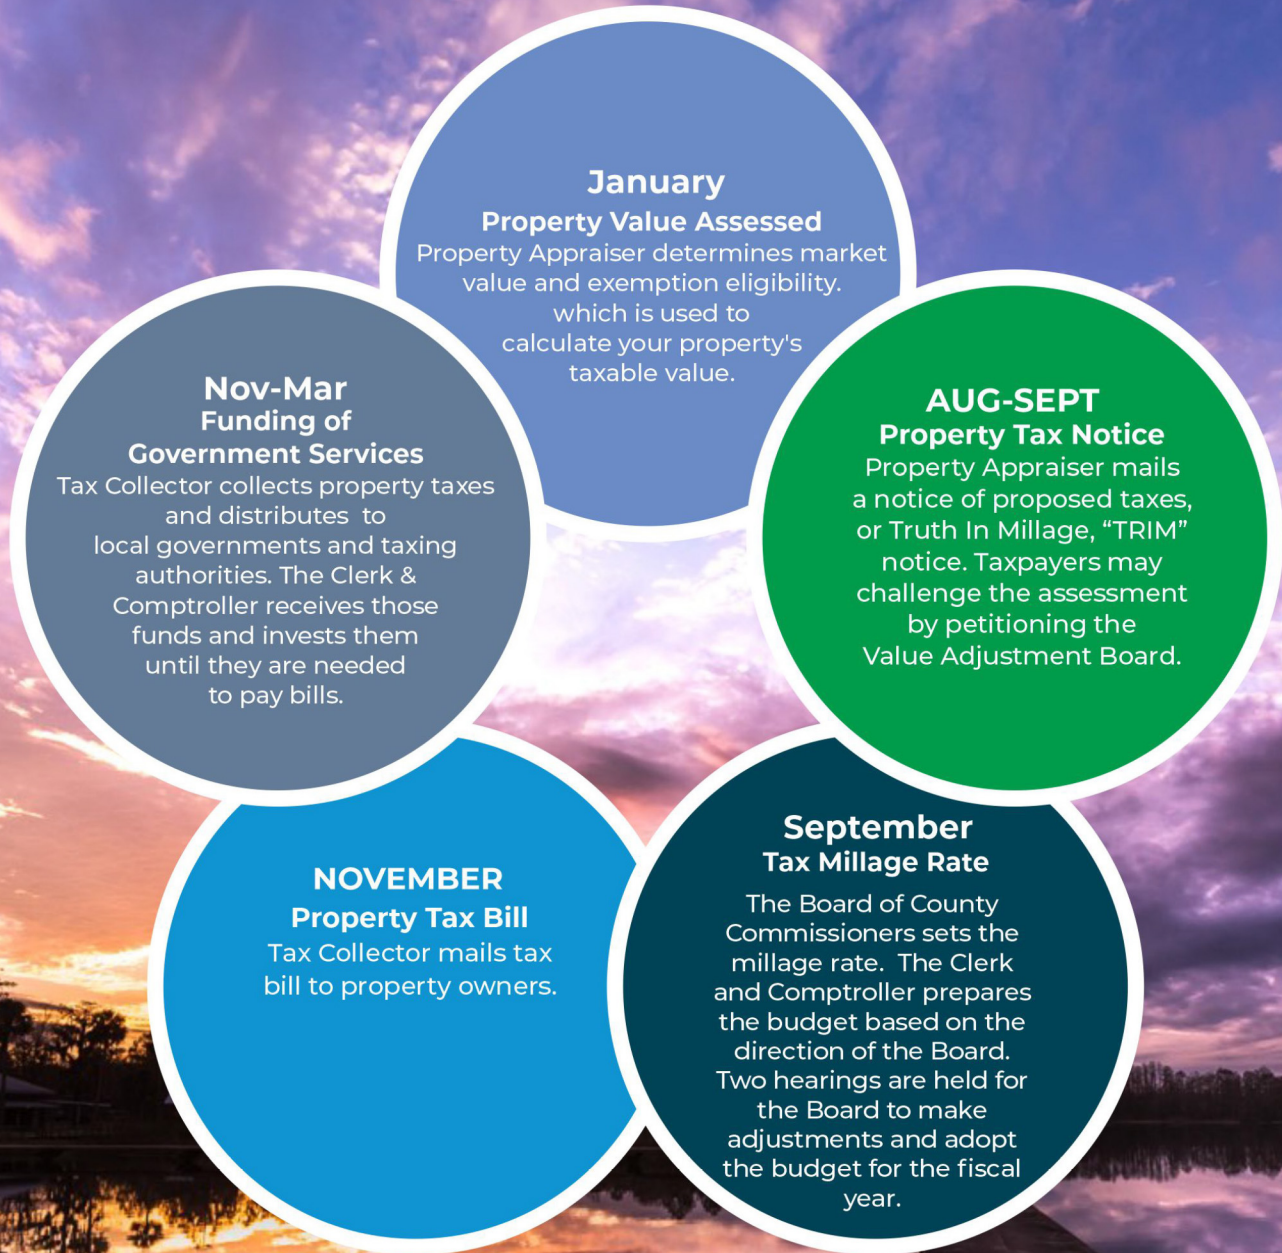 January
Property Value Assessed
Property Appraiser determines market
value and exemption eligibility.
which is used to
calculate your property's
taxable value.
AUG-SEPT
Property Tax Notice
Property Appraiser mails
a notice of proposed taxes,
or Truth In Millage, “TRIM”
notice. Taxpayers may
challenge the assessment
by petitioning the
Value Adjustment Board.
September
Tax Millage Rate
The Board of County
Commissioners sets the
millage rate.  The Clerk
and Comptroller prepares
the budget based on the
direction of the Board.
Two hearings are held for
the Board to make
adjustments and adopt
the budget for the fiscal
year.
NOVEMBER
Property Tax Bill
Tax Collector mails tax
bill to property owners.
Nov-Mar
Funding of
Government Services
Tax Collector collects property taxes
and distributes  to
local governments and taxing
authorities. The Clerk &
Comptroller receives those
funds and invests them
until they are needed
to pay bills.